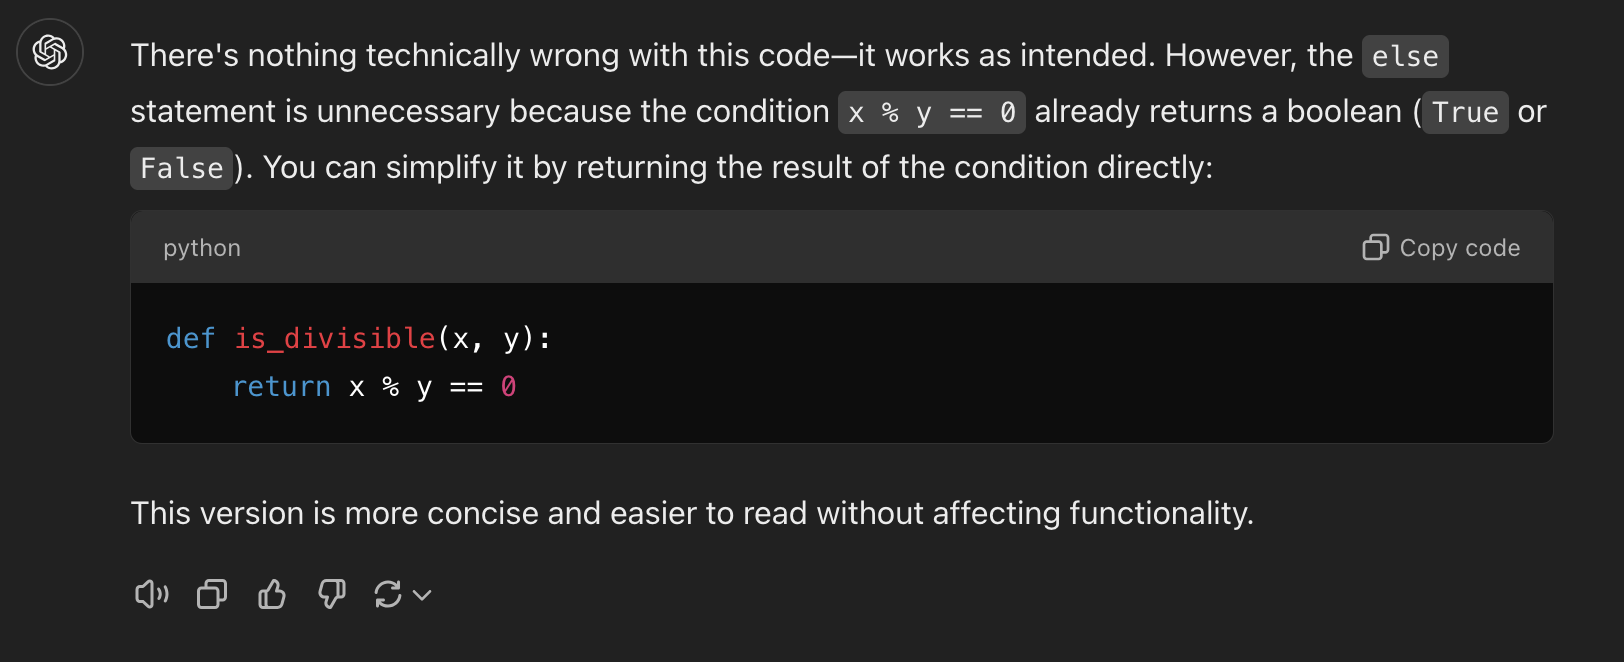 There's nothing technically wrong with this code—it works as intended. However, the else
statement is unnecessary because the condition x % y == 0 already returns a boolean (True or
False). You can simplify it by returning the result of the condition directly:
python
Copy code
def is_divisible(x, y):
    return x % y == 0
This version is more concise and easier to read without affecting functionality.